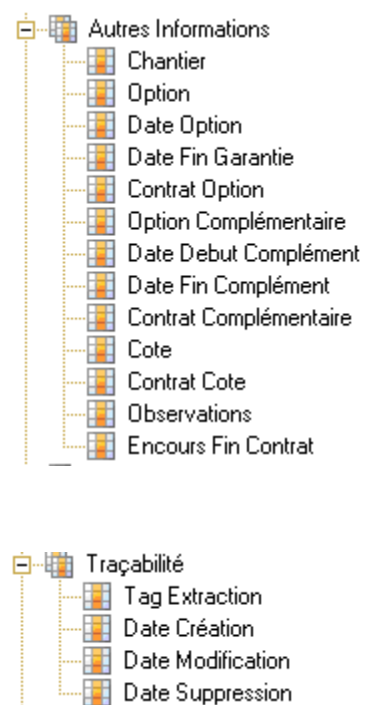 Autres Informations
Chantier
Option
Date Option
Date Fin Garantie
Contrat Option
Option Complémentaire
Date Debut Complément
Date Fin Complément
Contrat Complémentaire
Cote
Contrat Cote
Observations
Encours Fin Contrat
Traçabilité
Tag Extraction
Date Création
Date Modification
Date Suppression